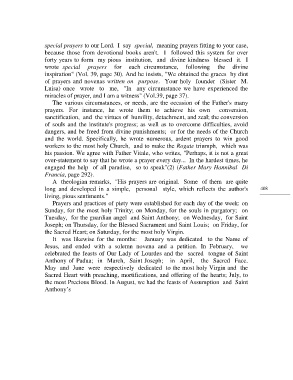 special prayers to our Lord. I say special, meaning prayers fitting to your case,
because those from devotional books aren't. I followed this system for over
forty years to form my pious institution, and divine kindness blessed it. I
wrote special prayers for each circumstance, following the divine
inspiration" (Vol. 39, page 30). And he insists, "We obtained the graces by dint
of prayers and novenas written on purpose. Your holy founder (Sister M.
Luisa) once wrote to me, "In any circumstance we have experienced the
miracles of prayer, and I am a witness" (Vol.39, page 37).
The various circumstances, or needs, are the occasion of the Father's many
prayers. For instance, he wrote them to achieve his own conversion,
sanctification, and the virtues of humility, detachment, and zeal; the conversion
of souls and the institute's progress; as well as to overcome difficulties, avoid
dangers, and be freed from divine punishments; or for the needs of the Church
and the world. Specifically, he wrote numerous, ardent prayers to win good
workers to the most holy Church, and to make the Rogate triumph, which was
his passion. We agree with Father Vitale, who writes, "Perhaps, it is not a great
over-statement to say that he wrote a prayer every day... In the hardest times, he
engaged the help of all paradise, so to speak"(2) (Father Mary Hannibal Di
Francia, page 292).
A theologian remarks, "His prayers are original. Some of them are quite
long and developed in a simple, personal style, which reflects the author's
living, pious sentiments."
Prayers and practices of piety were established for each day of the week: on
Sunday, for the most holy Trinity; on Monday, for the souls in purgatory; on
Tuesday, for the guardian angel and Saint Anthony; on Wednesday, for Saint
Joseph; on Thursday, for the Blessed Sacrament and Saint Louis; on Friday, for
the Sacred Heart; on Saturday, for the most holy Virgin.
It was likewise for the months: January was dedicated to the Name of
Jesus, and ended with a solemn novena and a petition. In February, we
celebrated the feasts of Our Lady of Lourdes and the sacred tongue of Saint
Anthony of Padua; in March, Saint Joseph; in April, the Sacred Face.
May and June were respectively dedicated to the most holy Virgin and the
Sacred Heart with preaching, mortifications, and offering of the hearts; July, to
the most Precious Blood. In August, we had the feasts of Assumption and Saint
Anthony's